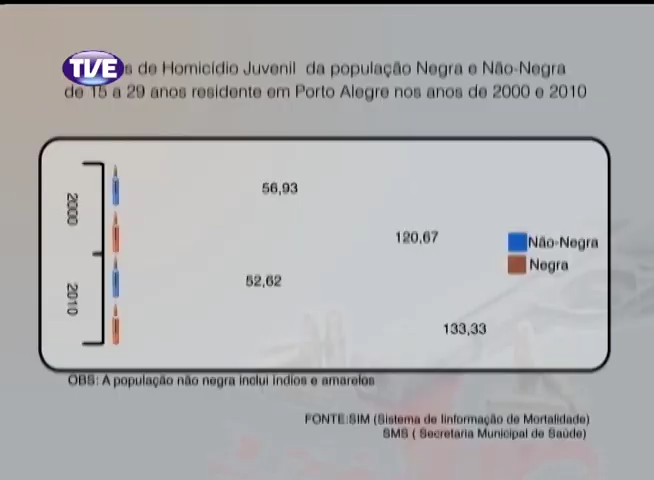 TVE
s de Homicídio Juvenil da população Negra e Não-Negra
de 15 a 29 anos residente em Porto Alegre nos anos de 2000 e 2010
2000
56,93
120,67
Não-Negra
Negra
2010
52,62
133,33
OBS: A população não negra inclui indios e amarelos
FONTE:SIM (Sistema de Iinformação de Mortalidade)
SMS ( Secretaria Municipal de Saúde)